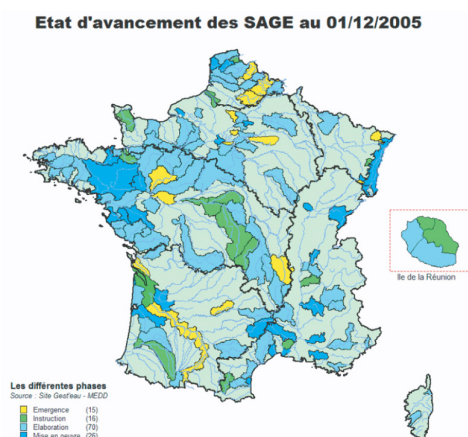 Etat d'avancement des SAGE au 01/12/2005
Ile de la Réunion
Les différentes phases
Source : Site Gest'eau - MEDD
Emergence (15)
Instruction (16)
Elaboration (70)
Mise en oeuvre (26)